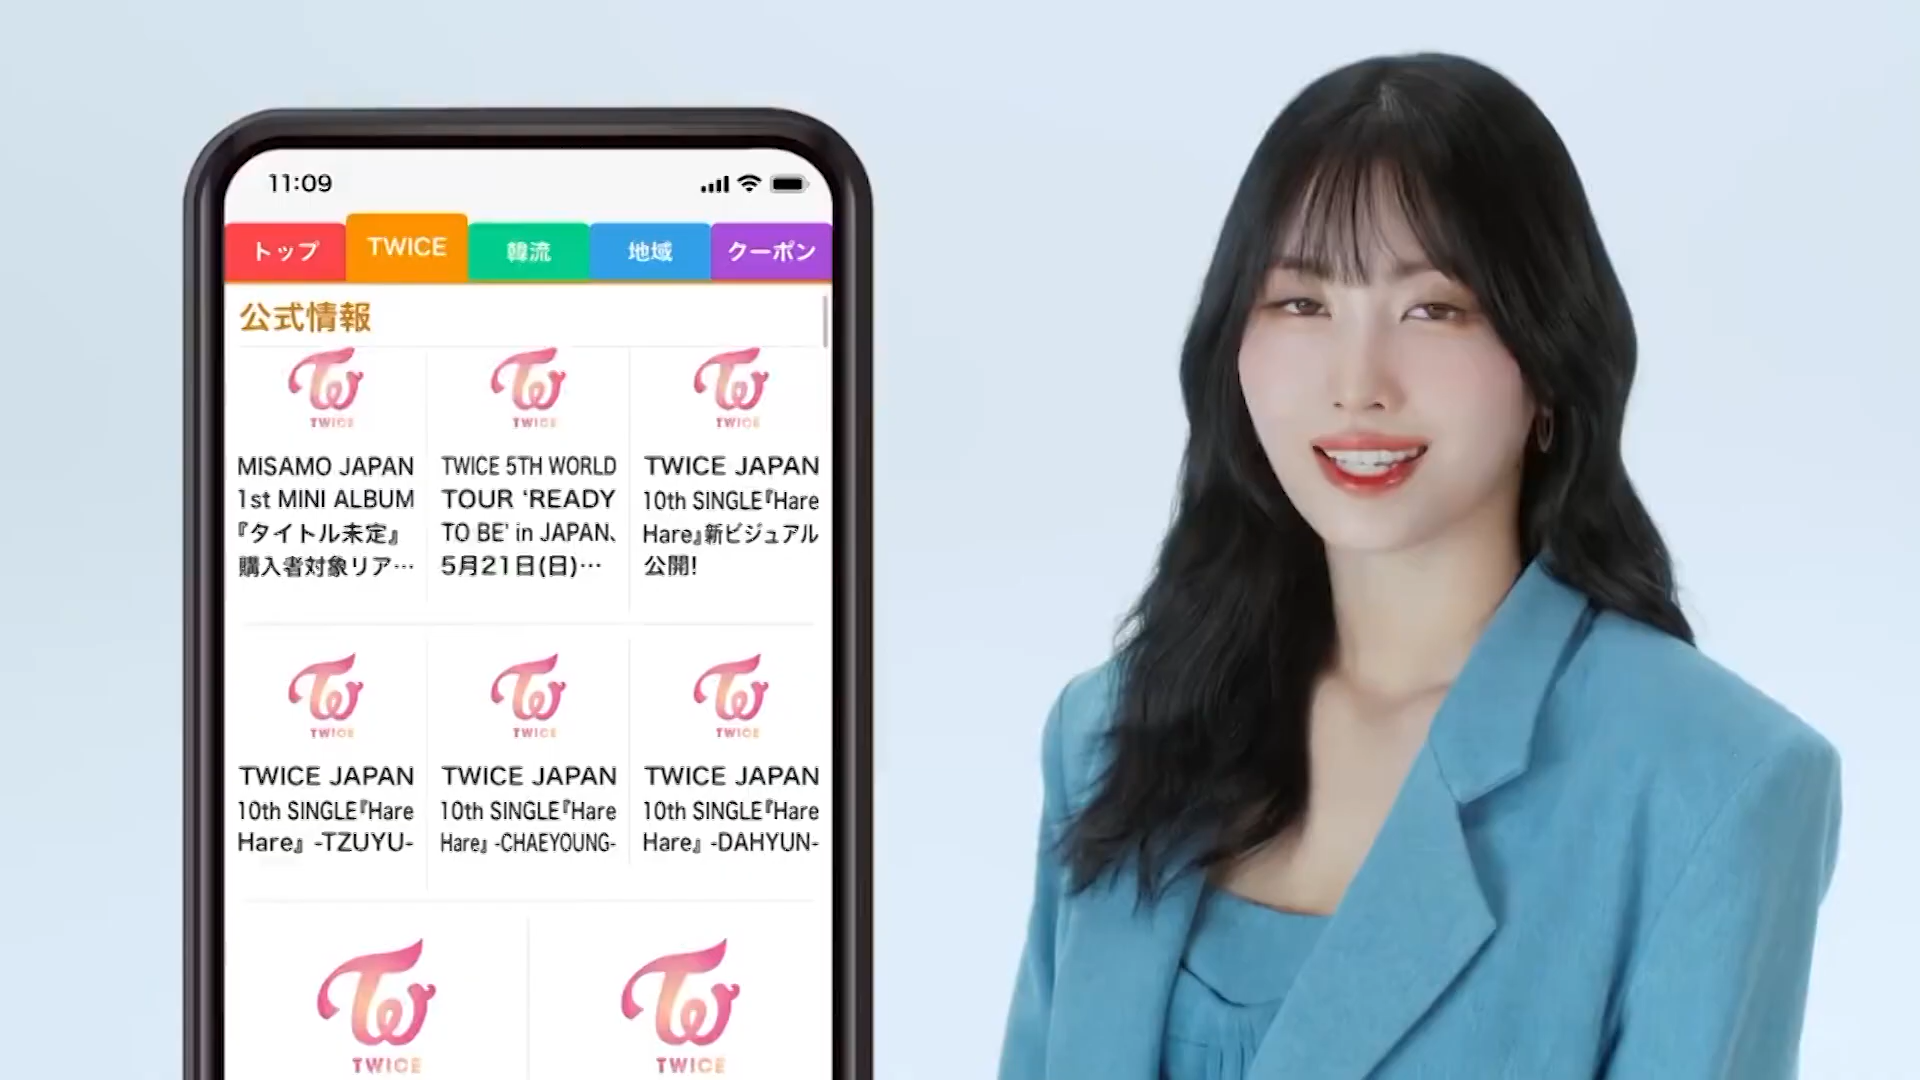 11:09
トップ
TWICE
韓流
地域
クーポン
公式情報
TWICE
TWICE
TWICE
MISAMO JAPAN
1st MINI ALBUM
『タイトル未定』
購入者対象リア…
TWICE 5TH WORLD
TOUR ‘READY
TO BE’ in JAPAN、
5月21日(日)…
TWICE JAPAN
10th SINGLE『Hare
Hare』新ビジュアル
公開!
TWICE
TWICE
TWICE
TWICE JAPAN
10th SINGLE『Hare
Hare』 -TZUYU-
TWICE JAPAN
10th SINGLE『Hare
Hare』 -CHAEYOUNG-
TWICE JAPAN
10th SINGLE『Hare
Hare』 -DAHYUN-
TWICE
TWICE